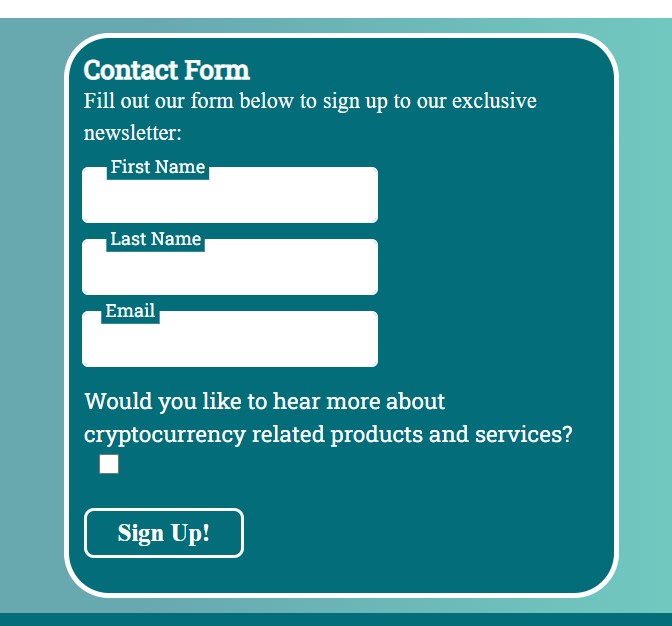 Contact Form
Fill out our form below to sign up to our exclusive
newsletter:
First Name
Last Name
Email
Would you like to hear more about
cryptocurrency related products and services?
Sign Up!